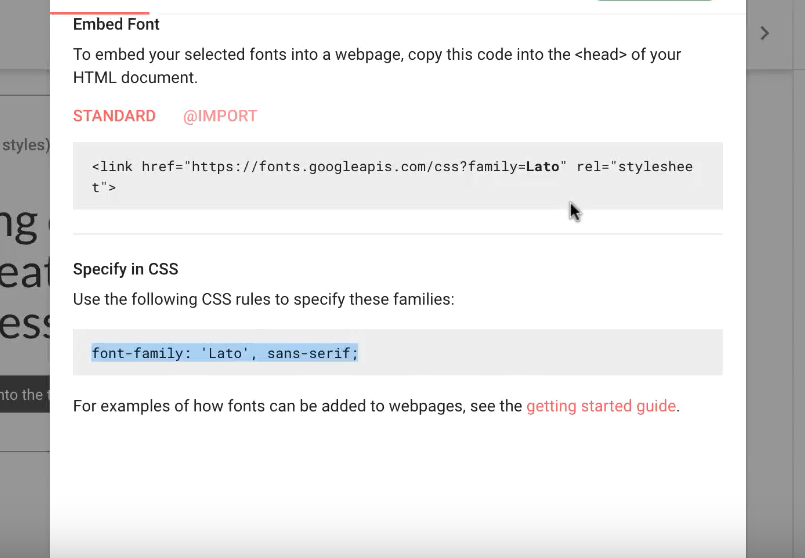 Embed Font
To embed your selected fonts into a webpage, copy this code into the <head> of your
HTML document.
STANDARD @IMPORT
styles)
<link href="https://fonts.googleapis.com/css?family=Lato" rel="styleshee
t">
ng
eat
ess
Specify in CSS
Use the following CSS rules to specify these families:
font-family: 'Lato', sans-serif;
nto the t
For examples of how fonts can be added to webpages, see the getting started guide.